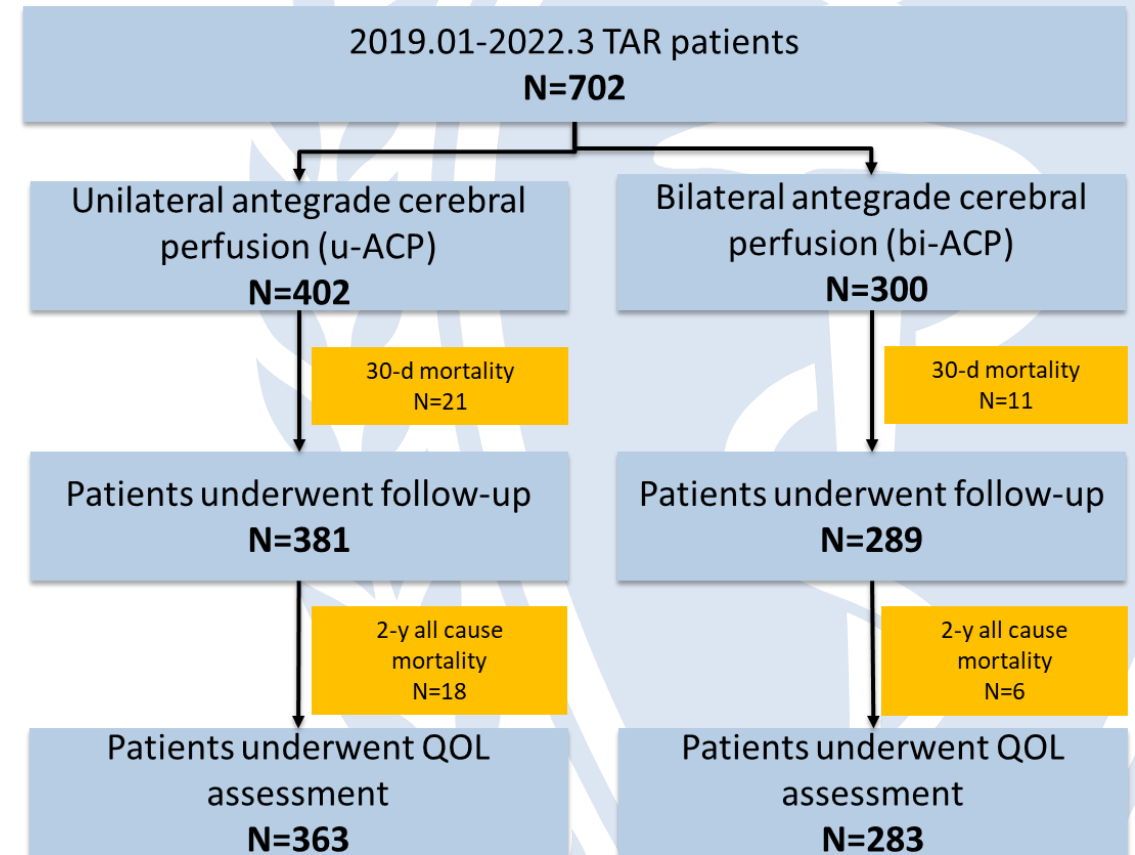 2019.01-2022.3 TAR patients
N=702
Unilateral antegrade cerebral
perfusion (u-ACP)
N=402
Bilateral antegrade cerebral
perfusion (bi-ACP)
N=300
30-d mortality
N=21
30-d mortality
N=11
Patients underwent follow-up
N=381
Patients underwent follow-up
N=289
2-y all cause
mortality
N=18
2-y all cause
mortality
N=6
Patients underwent QOL
assessment
N=363
Patients underwent QOL
assessment
N=283